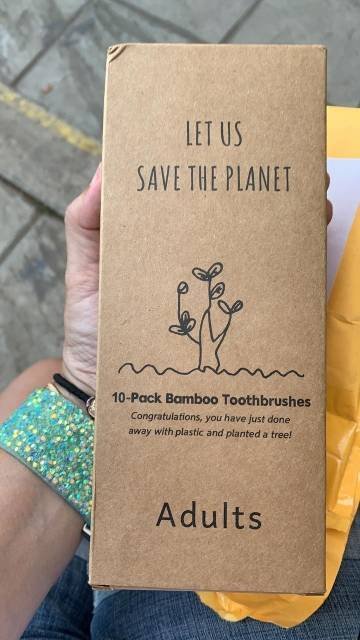 LET US
SAVE THE PLANET
10-Pack Bamboo Toothbrushes
Congratulations, you have just done
away with plastic and planted a tree!
Adults